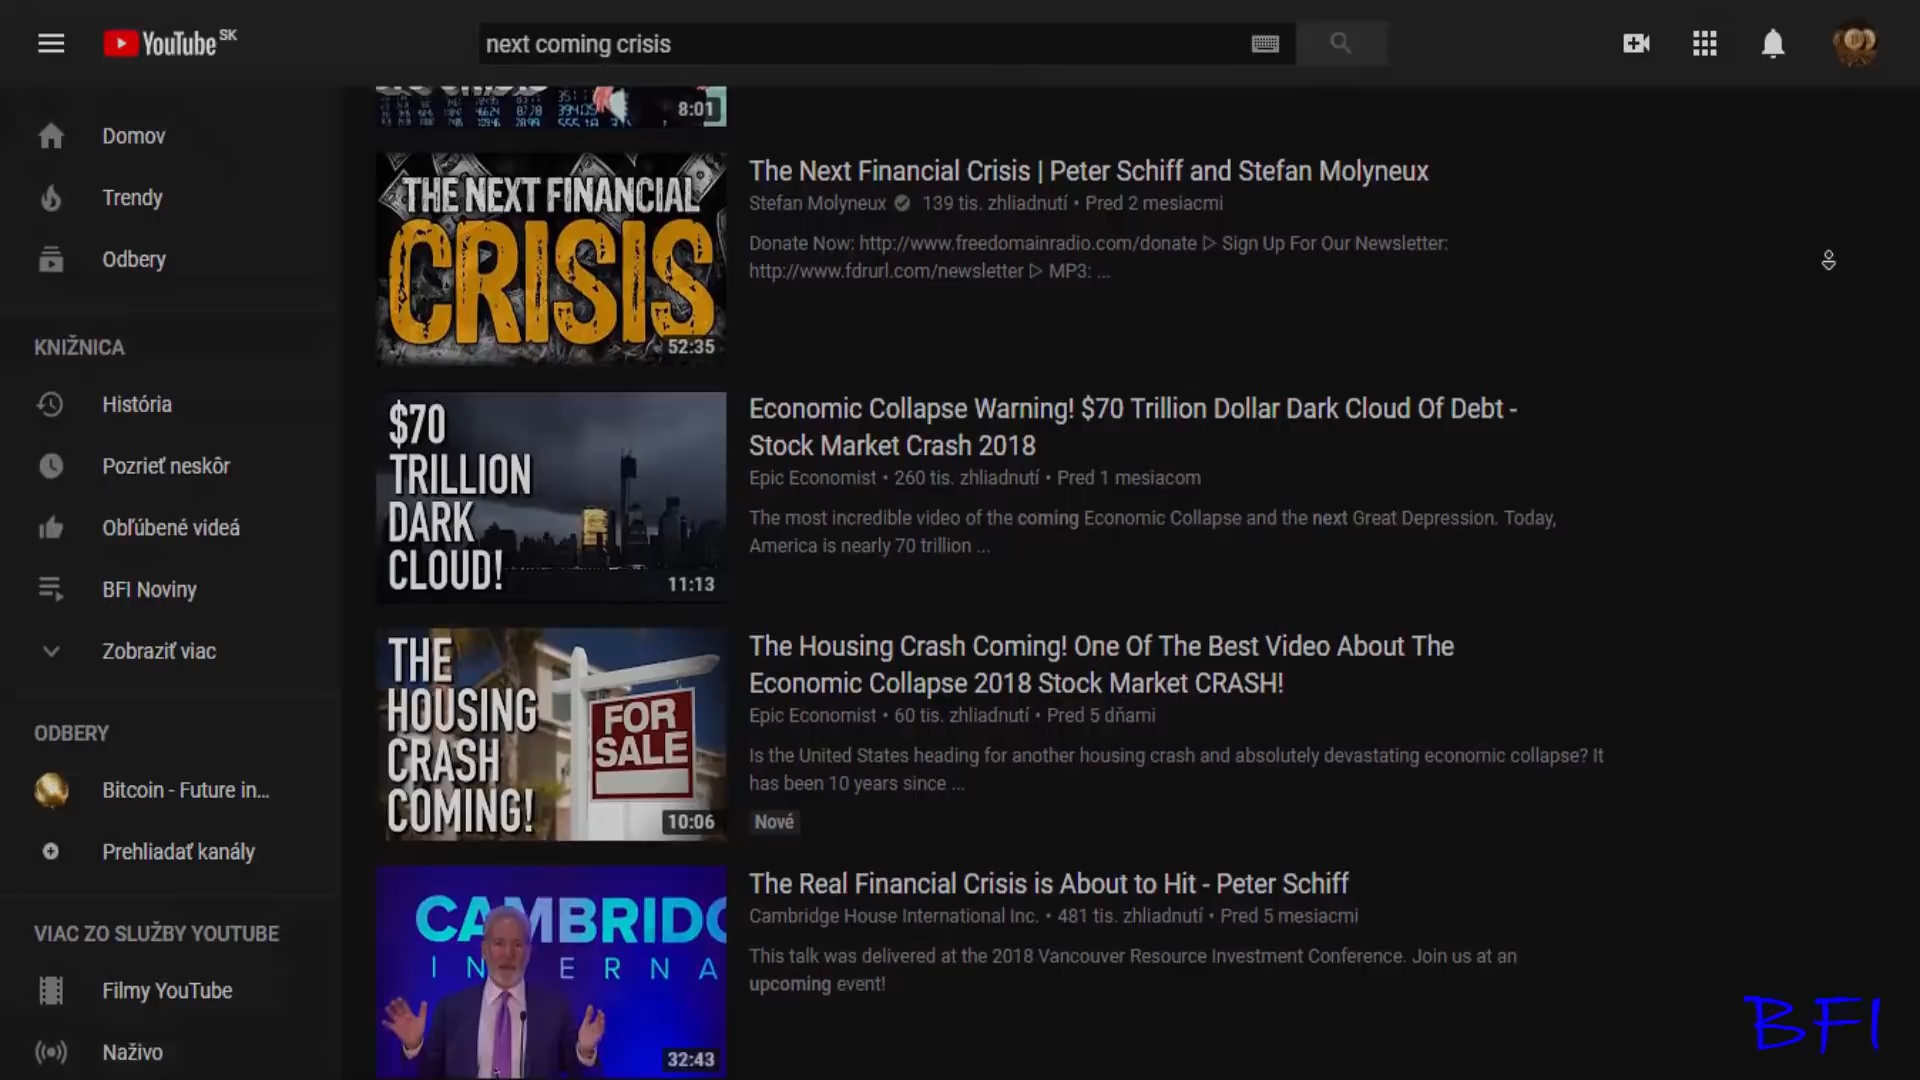 YouTube SK
next coming crisis
Domov
Trendy
Odbery
KNIŽNICA
História
Pozrieť neskôr
Obľúbené videá
BFI Noviny
Zobraziť viac
ODBERY
Bitcoin - Future in...
Prehliadať kanály
VIAC ZO SLUŽBY YOUTUBE
Filmy YouTube
Naživo
8:01
THE NEXT FINANCIAL
CRISIS
52:35
The Next Financial Crisis | Peter Schiff and Stefan Molyneux
Stefan Molyneux 139 tis. zhliadnutí • Pred 2 mesiacmi
Donate Now: http://www.freedomainradio.com/donate ▷ Sign Up For Our Newsletter:
http://www.fdrurl.com/newsletter ▷ MP3: ...
$70
TRILLION
DARK
CLOUD!
11:13
Economic Collapse Warning! $70 Trillion Dollar Dark Cloud Of Debt -
Stock Market Crash 2018
Epic Economist • 260 tis. zhliadnutí • Pred 1 mesiacom
The most incredible video of the coming Economic Collapse and the next Great Depression. Today,
America is nearly 70 trillion ...
THE
HOUSING
CRASH
COMING!
FOR
SALE
10:06
The Housing Crash Coming! One Of The Best Video About The
Economic Collapse 2018 Stock Market CRASH!
Epic Economist • 60 tis. zhliadnutí • Pred 5 dňami
Is the United States heading for another housing crash and absolutely devastating economic collapse? It
has been 10 years since ...
Nové
CAMBRIDG
INTERNA
32:43
The Real Financial Crisis is About to Hit - Peter Schiff
Cambridge House International Inc. • 481 tis. zhliadnutí • Pred 5 mesiacmi
This talk was delivered at the 2018 Vancouver Resource Investment Conference. Join us at an
upcoming event!
BFI